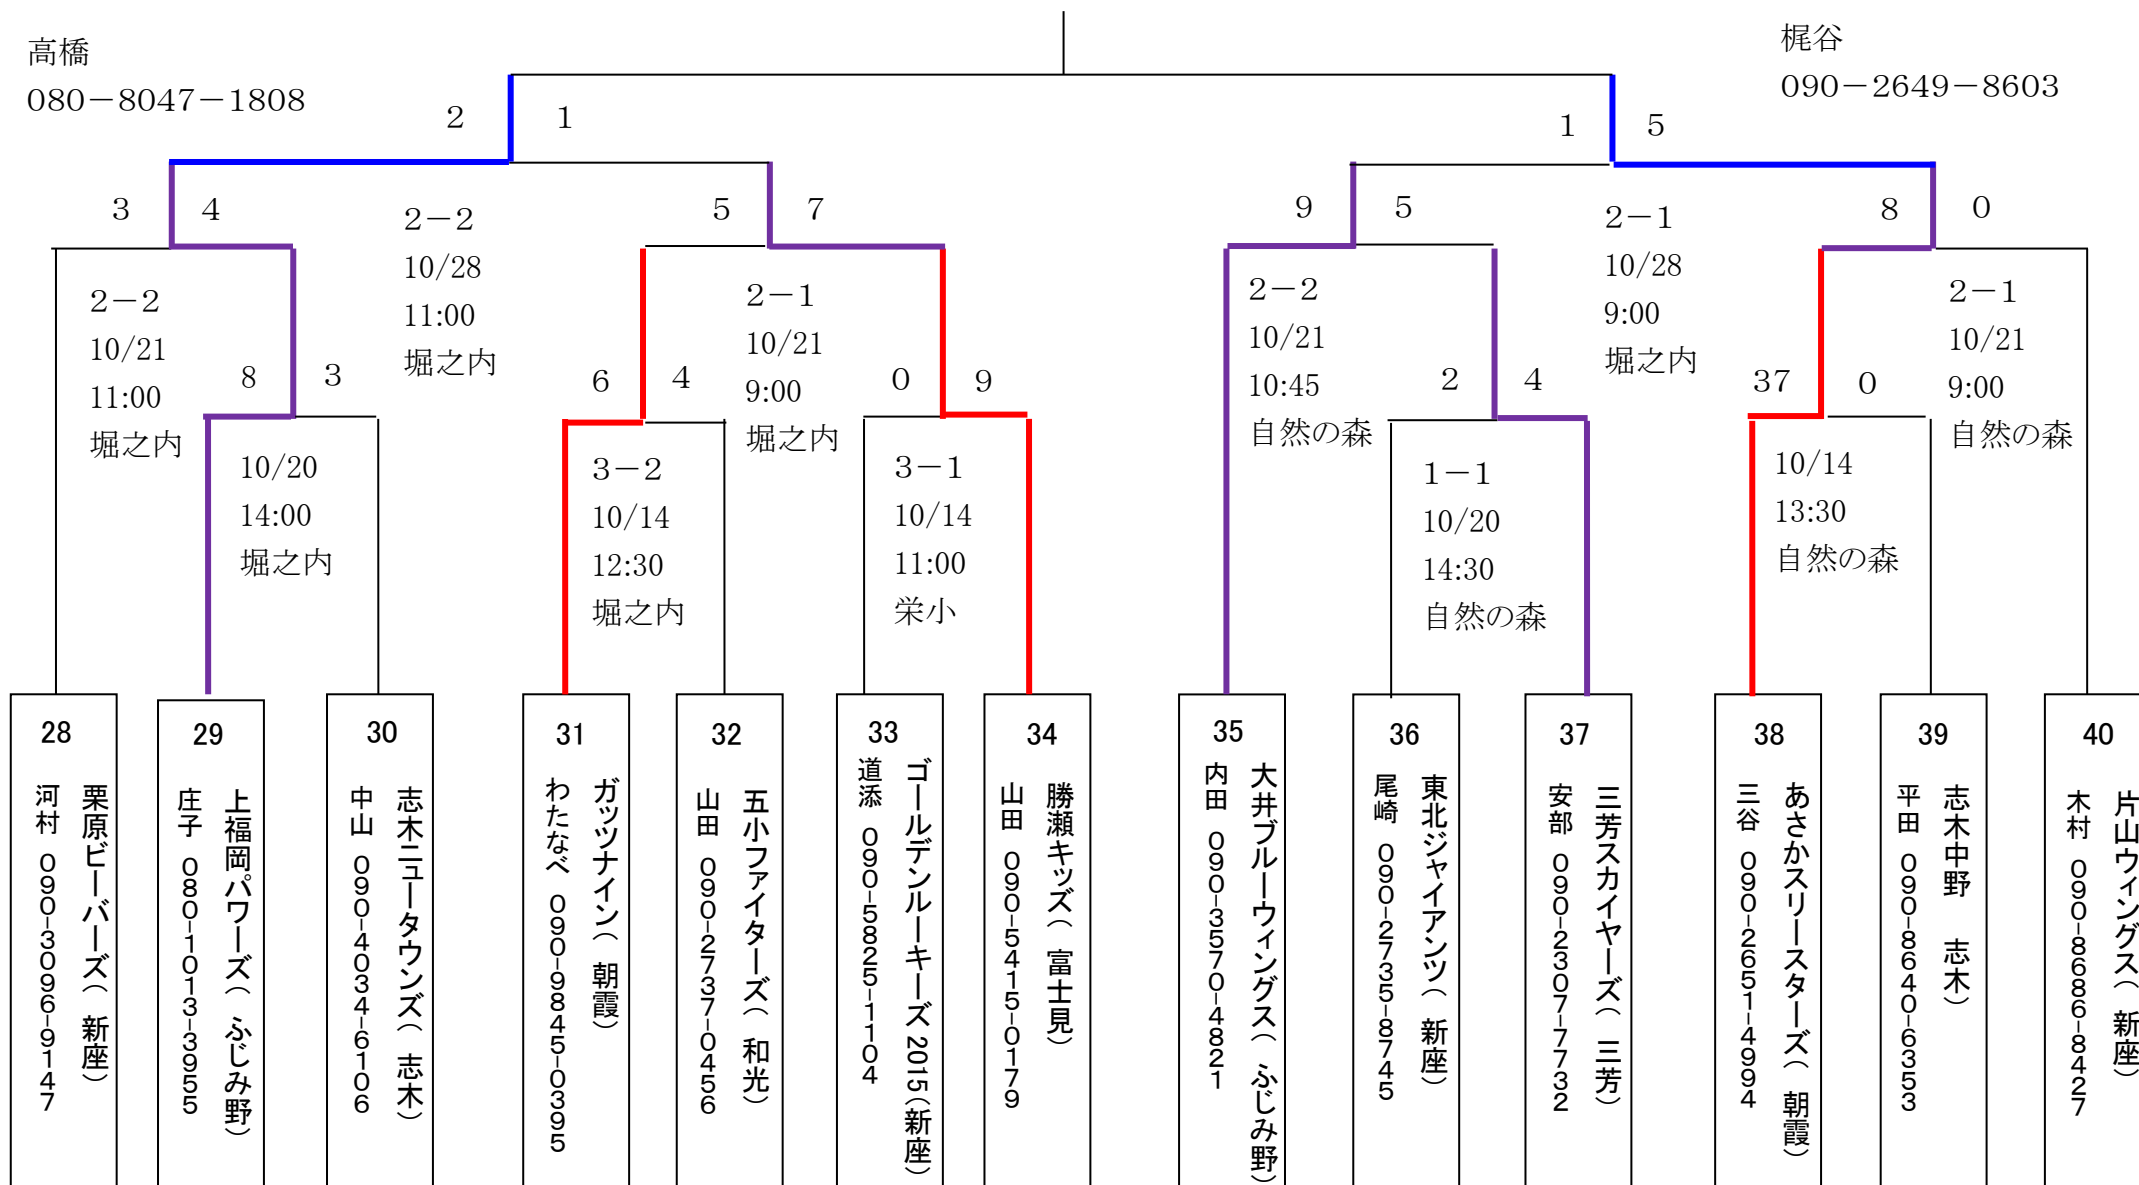 高橋
０８０－８０４７－１８０８
梶谷
０９０－２６４９－８６０３
２　１
１　５
３　４
２－２
10/28
11:00
堀之内
５　７
９　５
２－１
10/28
9:00
堀之内
８　０
２－２
10/21
11:00
堀之内
２－１
10/21
9:00
堀之内
２－２
10/21
10:45
自然の森
２－１
10/21
9:00
自然の森
８　３
６　４
０　９
２　４
37　０
10/20
14:00
堀之内
３－２
10/14
12:30
堀之内
３－１
10/14
11:00
栄小
１－１
10/20
14:30
自然の森
10/14
13:30
自然の森
28
栗原ビーバーズ（ 新座）
河村 ０９０-３０９６-９１４７
29
上福岡パワーズ（ ふじみ野）
庄子 ０８０-１０１３-３９５５
30
志木ニュータウンズ（ 志木）
中山 ０９０-４０３４-６１０６
31
ガッツナイン（ 朝霞）
わたなべ ０９０-９８４５-０３９５
32
五小ファイターズ（ 和光）
山田 ０９０-２７３７-０４５６
33
ゴールデンルーキーズ 2015（新座）
道添 ０９０-５８２５-１１０４
34
勝瀬キッズ（ 富士見）
山田 ０９０-５４１５-０１７９
35
大井ブルーウィングス（ ふじみ野）
内田 ０９０-３５７０-４８２１
36
東北ジャイアンツ（ 新座）
尾崎 ０９０-２７３５-８７４５
37
三芳スカイヤーズ（ 三芳）
安部 ０９０-２３０７-７７３２
38
あさかスリースターズ（ 朝霞）
三谷 ０９０-２６５１-４９９４
39
志木中野 志木）
平田 ０９０-８６４０-６３５３
40
片山ウィングス（ 新座）
木村 ０９０-８６８６-８４２７